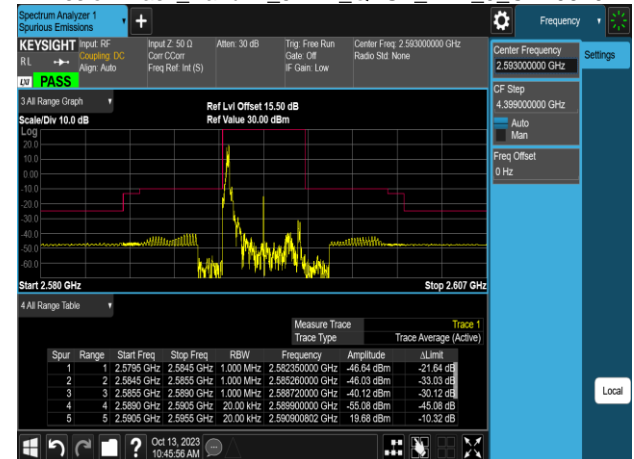 Spectrum Analyzer 1
Spurious Emissions
Frequency
KEYSIGHT
Input: RF
Coupling: DC
Align: Auto
Input Z: 50 Ω
Corr CCorr
Freq Ref: Int (S)
Atten: 30 dB
Trig: Free Run
Gate: Off
IF Gain: Low
Center Freq: 2.593000000 GHz
Radio Std: None
RL
LXI
PASS
Center Frequency
2.593000000 GHz
Settings
CF Step
4.399000000 GHz
Auto
Man
Freq Offset
0 Hz
3 All Range Graph
Scale/Div 10.0 dB
Ref Lvl Offset 15.50 dB
Ref Value 30.00 dBm
Log
20.0
10.0
0.00
-10.0
-20.0
-30.0
-40.0
-50.0
-60.0
Start 2.580 GHz
Stop 2.607 GHz
4 All Range Table
Measure Trace Trace 1
Trace Type Trace Average (Active)
Spur Range Start Freq Stop Freq RBW Frequency Amplitude ΔLimit
1 1 2.5795 GHz 2.5845 GHz 1.000 MHz 2.582350000 GHz -46.64 dBm -21.64 dB
2 2 2.5845 GHz 2.5855 GHz 1.000 MHz 2.585260000 GHz -46.03 dBm -33.03 dB
3 3 2.5855 GHz 2.5890 GHz 1.000 MHz 2.588720000 GHz -40.12 dBm -30.12 dB
4 4 2.5890 GHz 2.5905 GHz 20.00 kHz 2.589900000 GHz -55.08 dBm -45.08 dB
5 5 2.5905 GHz 2.5955 GHz 20.00 kHz 2.590900802 GHz 19.68 dBm -10.32 dB
Local
Oct 13, 2023
10:45:56 AM